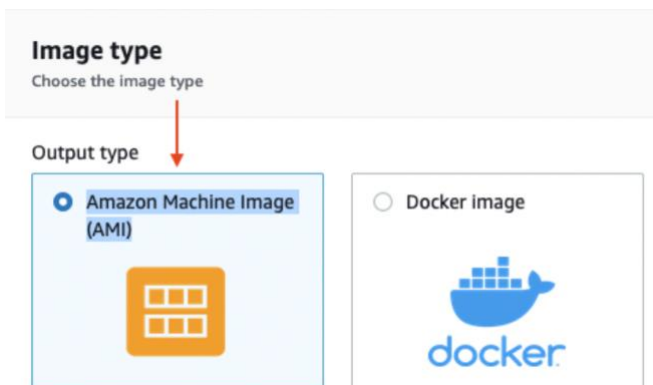 Image type
Choose the image type
Output type
Amazon Machine Image
(AMI)
Docker image
docker